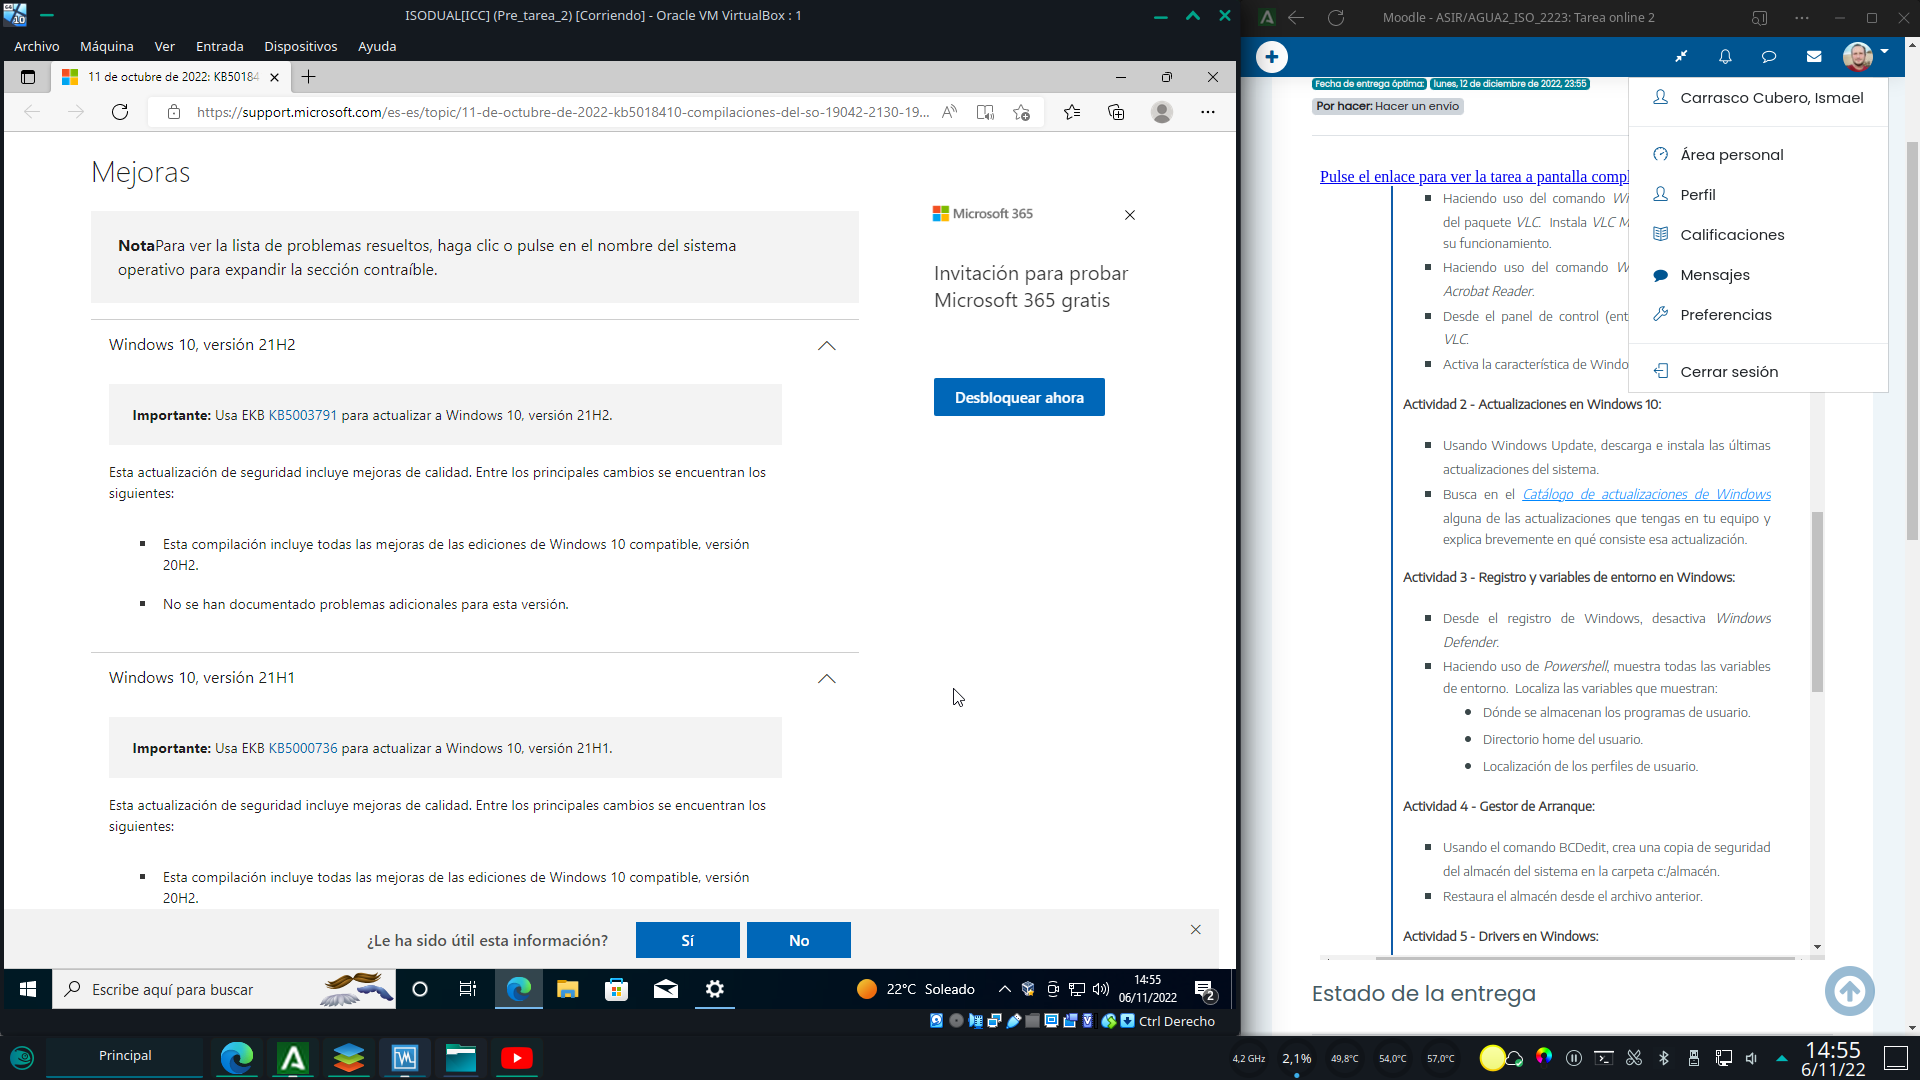 ISODUAL[ICC] (Pre_tarea_2) [Corriendo] - Oracle VM VirtualBox : 1
Archivo Máquina Ver Entrada Dispositivos Ayuda
11 de octubre de 2022: KB50184
https://support.microsoft.com/es-es/topic/11-de-octubre-de-2022-kb5018410-compilaciones-del-so-19042-2130-19...
Mejoras
NotaPara ver la lista de problemas resueltos, haga clic o pulse en el nombre del sistema
operativo para expandir la sección contraíble.
Windows 10, versión 21H2
Importante: Usa EKB KB5003791 para actualizar a Windows 10, versión 21H2.
Esta actualización de seguridad incluye mejoras de calidad. Entre los principales cambios se encuentran los
siguientes:
Esta compilación incluye todas las mejoras de las ediciones de Windows 10 compatible, versión
20H2.
No se han documentado problemas adicionales para esta versión.
Windows 10, versión 21H1
Importante: Usa EKB KB5000736 para actualizar a Windows 10, versión 21H1.
Esta actualización de seguridad incluye mejoras de calidad. Entre los principales cambios se encuentran los
siguientes:
Esta compilación incluye todas las mejoras de las ediciones de Windows 10 compatible, versión
20H2.
Microsoft 365
Invitación para probar
Microsoft 365 gratis
Desbloquear ahora
¿Le ha sido útil esta información? Sí No
Escribe aquí para buscar
22°C Soleado
14:55
06/11/2022
2
Ctrl Derecho
Moodle - ASIR/AGUA2_ISO_2223: Tarea online 2
Fecha de entrega óptima: lunes, 12 de diciembre de 2022, 23:55
Por hacer: Hacer un envío
Carrasco Cubero, Ismael
Área personal
Perfil
Calificaciones
Mensajes
Preferencias
Cerrar sesión
Pulse el enlace para ver la tarea a pantalla compl
Haciendo uso del comando Wi
del paquete VLC. Instala VLC M
su funcionamiento.
Haciendo uso del comando W
Acrobat Reader.
Desde el panel de control (ent
VLC.
Activa la característica de Windo
Actividad 2 - Actualizaciones en Windows 10:
Usando Windows Update, descarga e instala las últimas
actualizaciones del sistema.
Busca en el Catálogo de actualizaciones de Windows
alguna de las actualizaciones que tengas en tu equipo y
explica brevemente en qué consiste esa actualización.
Actividad 3 - Registro y variables de entorno en Windows:
Desde el registro de Windows, desactiva Windows
Defender.
Haciendo uso de Powershell, muestra todas las variables
de entorno. Localiza las variables que muestran:
Dónde se almacenan los programas de usuario.
Directorio home del usuario.
Localización de los perfiles de usuario.
Actividad 4 - Gestor de Arranque:
Usando el comando BCDedit, crea una copia de seguridad
del almacén del sistema en la carpeta c:/almacén.
Restaura el almacén desde el archivo anterior.
Actividad 5 - Drivers en Windows:
Estado de la entrega
Principal
4,2 GHz 2,1% 49,8°C 54,0°C 57,0°C
14:55
6/11/22